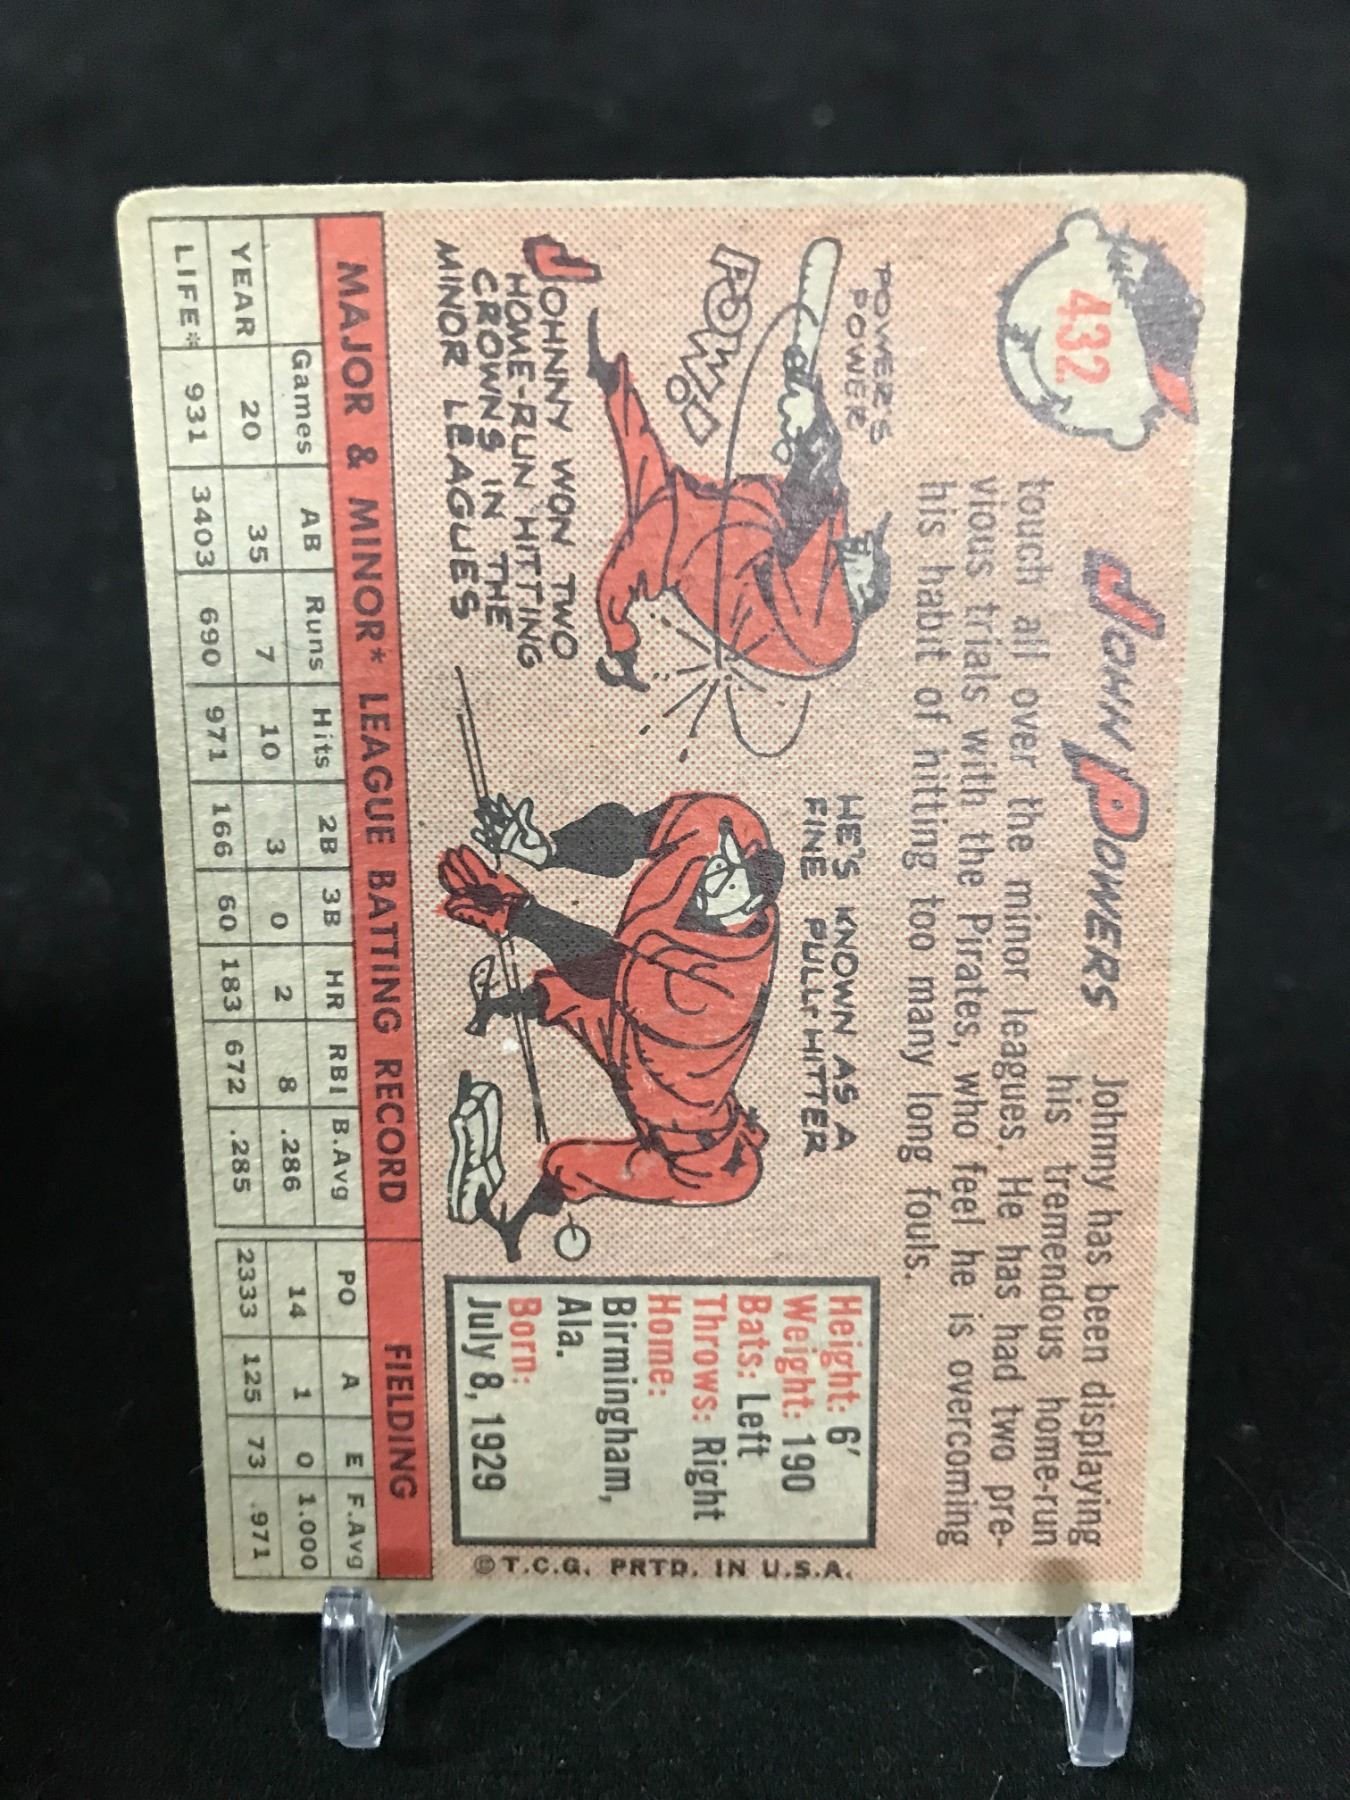 432
JOHN POWERS
Johnny has been displaying
his tremendous home-run
touch all over the minor leagues. He has had two pre-
vious trials with the Pirates, who feel he is overcoming
his habit of hitting too many long fouls.
POWER'S
POWER
POW!
JOHNNY WON TWO
HOME-RUN HITTING
CROWNS IN THE
MINOR LEAGUES
HE'S KNOWN AS A
FINE PULL-HITTER
Height: 6'
Weight: 190
Bats: Left
Throws: Right
Home:
Birmingham,
Ala.
Born:
July 8, 1929
© T.C.G. PRTD. IN U.S.A.
MAJOR & MINOR* LEAGUE BATTING RECORD FIELDING
Games AB Runs Hits 2B 3B HR RBI B.Avg PO A E F.Avg
YEAR 20 35 7 10 3 0 2 8 .286 14 1 0 1.000
LIFE* 931 3403 690 971 166 60 183 672 .285 2333 125 73 .971